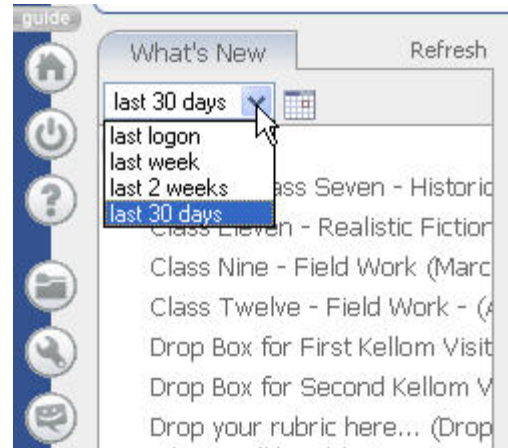 guide
What's New
Refresh
last 30 days
last logon
last week
last 2 weeks
last 30 days
ass Seven - Historic
Class Eleven - Realistic Fiction
Class Nine - Field Work (Marc
Class Twelve - Field Work - (A
Drop Box for First Kellom Visit
Drop Box for Second Kellom V
Drop your rubric here... (Drop